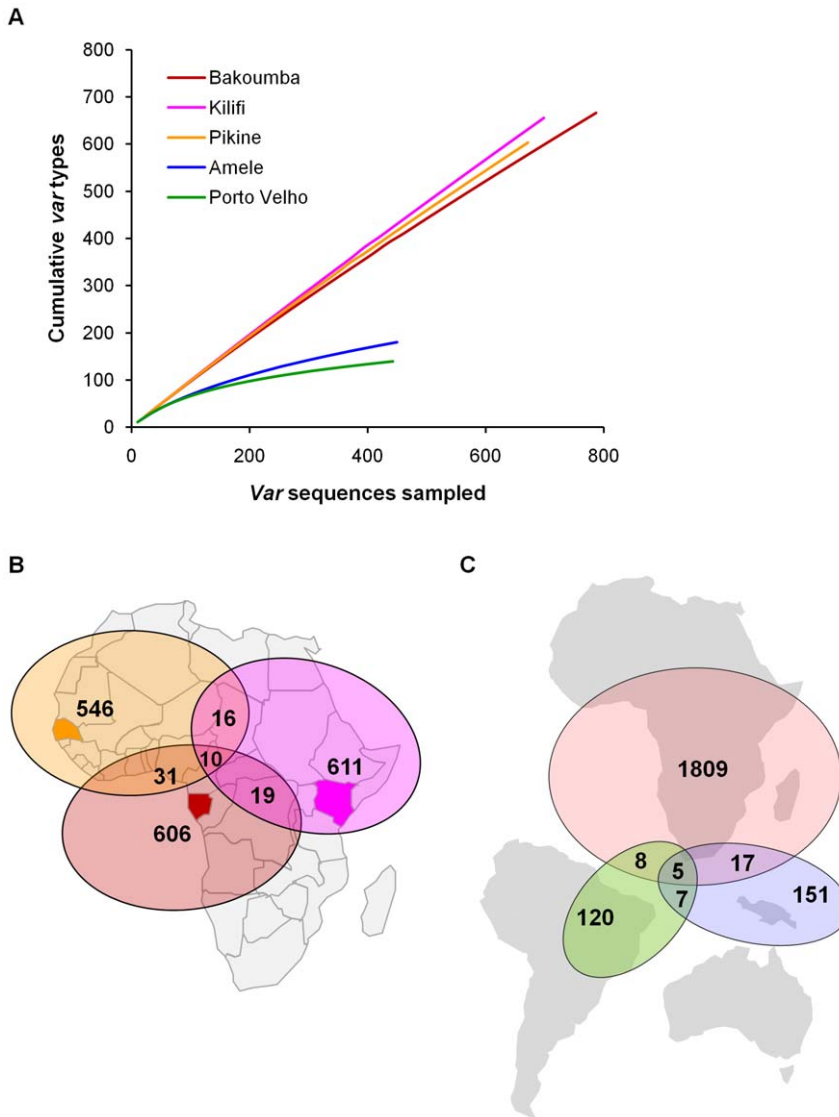 A
800
700
600
500
400
300
200
100
0
Cumulative var types
Bakoumba
Kilifi
Pikine
Amele
Porto Velho
0 200 400 600 800
Var sequences sampled
B
546
16
10
611
31
19
606
C
1809
8
5
17
7
151
120